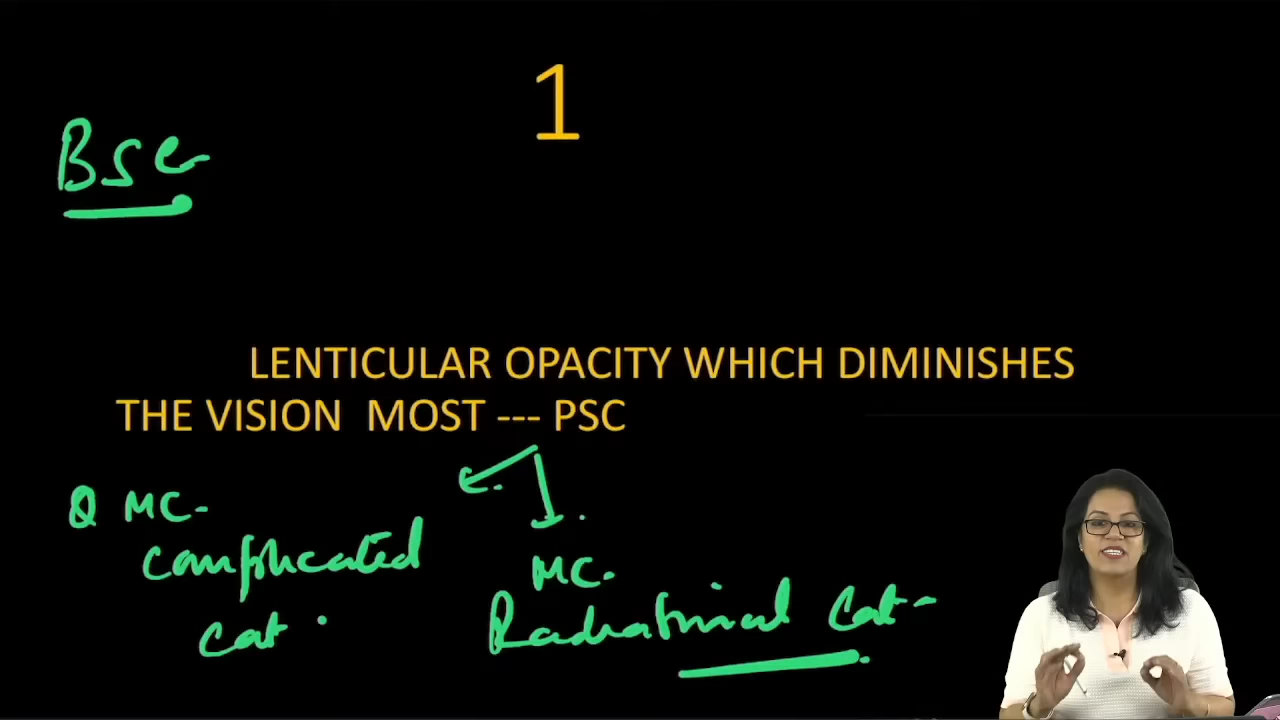 1
BSC
LENTICULAR OPACITY WHICH DIMINISHES
THE VISION MOST --- PSC
Q MC.
complicated
cat.
MC.
Radiational Cat-